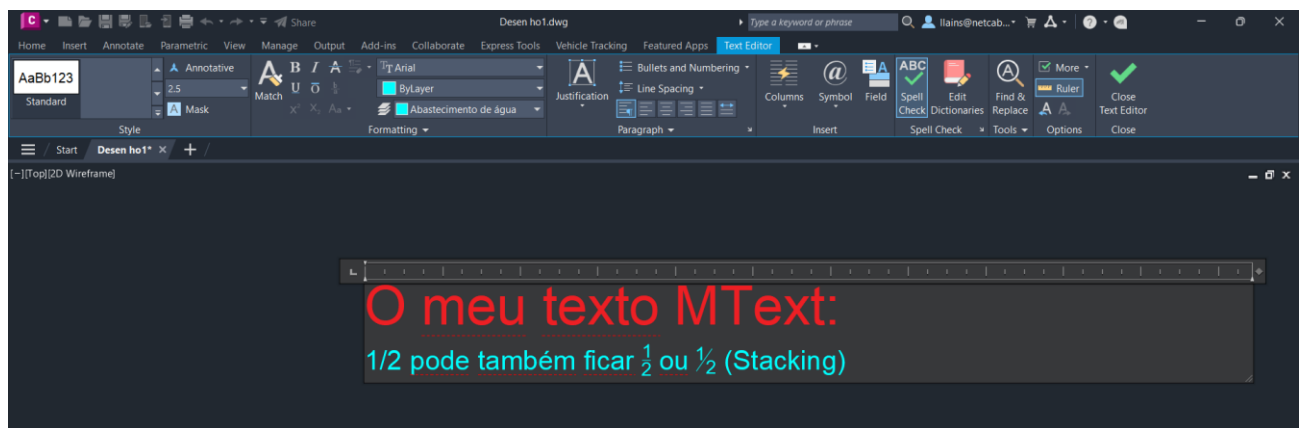 C
Share
Desen ho1.dwg
Type a keyword or phrase
llains@netcab...
Home Insert Annotate Parametric View Manage Output Add-ins Collaborate Express Tools Vehicle Tracking Featured Apps Text Editor
AaBb123
Standard
Annotative
2.5
Mask
Style
Match
B I A
U O
Arial
ByLayer
Abastecimento de água
Formatting
Justification
Bullets and Numbering
Line Spacing
Paragraph
Columns
Symbol
Field
Insert
ABC
Spell Check
Edit Dictionaries
Spell Check
Find & Replace
Tools
More
Ruler
Options
Close Text Editor
Close
Start
Desen ho1*
[−][Top][2D Wireframe]
O meu texto MText:
1/2 pode também ficar 1/2 ou ½ (Stacking)